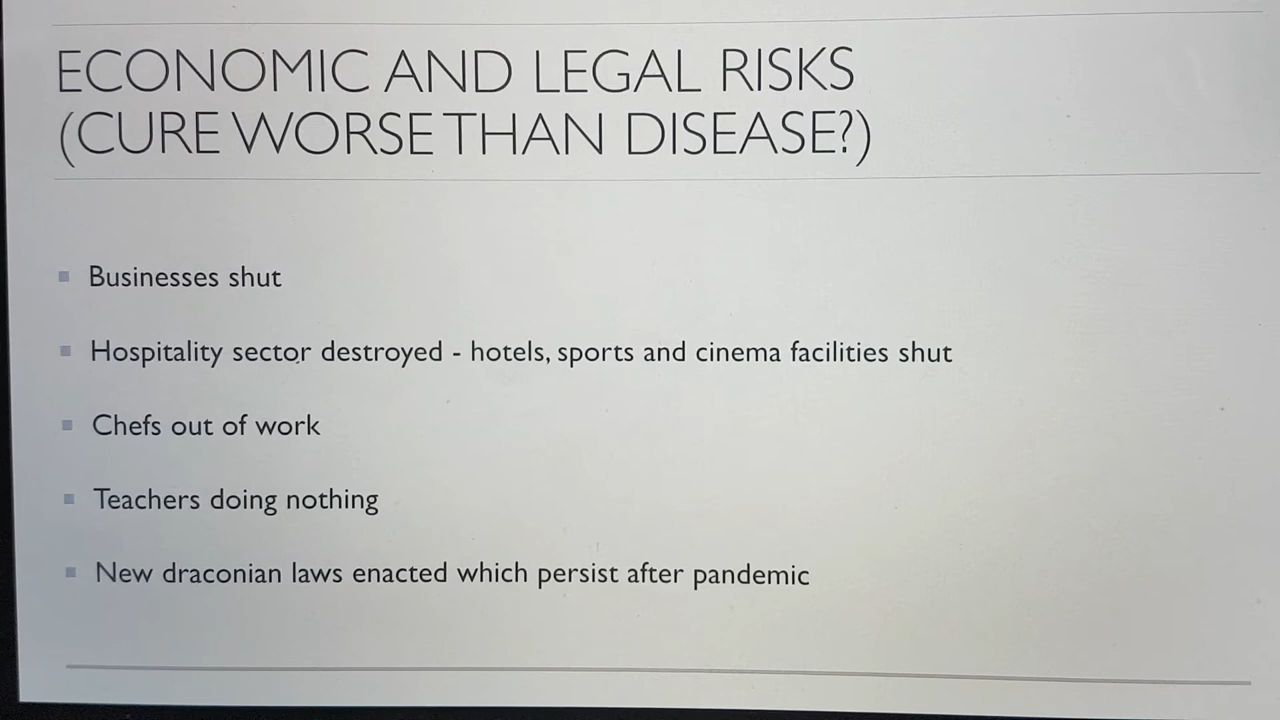 ECONOMIC AND LEGAL RISKS
(CURE WORSE THAN DISEASE?)
Businesses shut
Hospitality sector destroyed - hotels, sports and cinema facilities shut
Chefs out of work
Teachers doing nothing
New draconian laws enacted which persist after pandemic